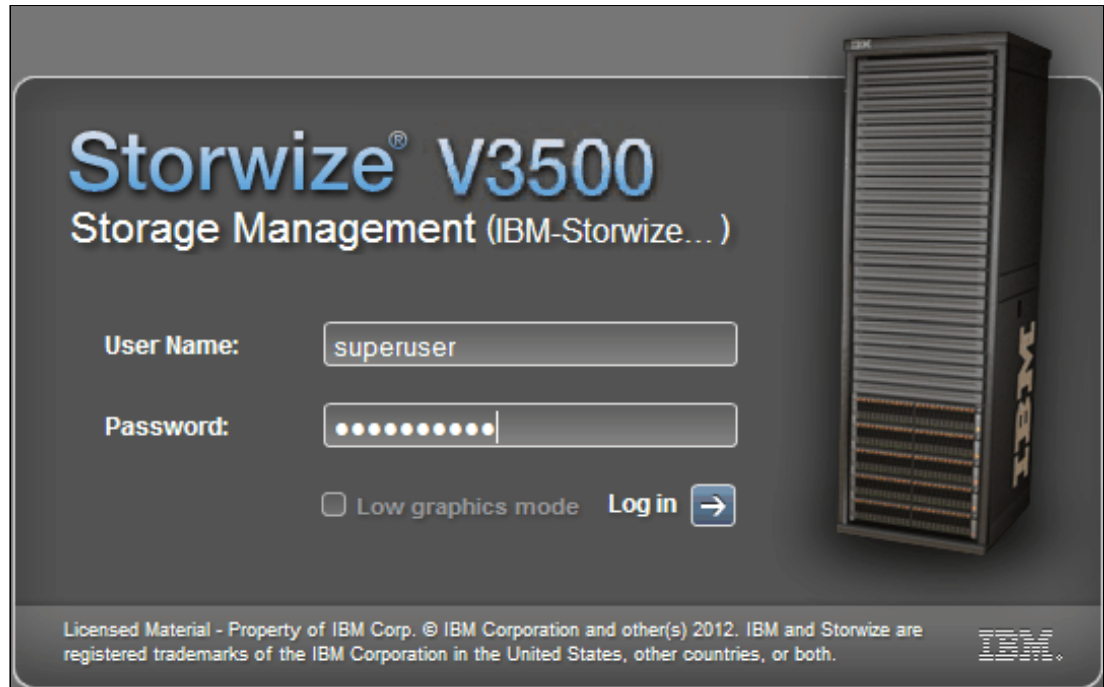 IBM
Storwize® V3500
Storage Management (IBM-Storwize... )
User Name:
superuser
Password:
Low graphics mode
Log in
IBM
Licensed Material - Property of IBM Corp. © IBM Corporation and other(s) 2012. IBM and Storwize are
registered trademarks of the IBM Corporation in the United States, other countries, or both.
IBM.